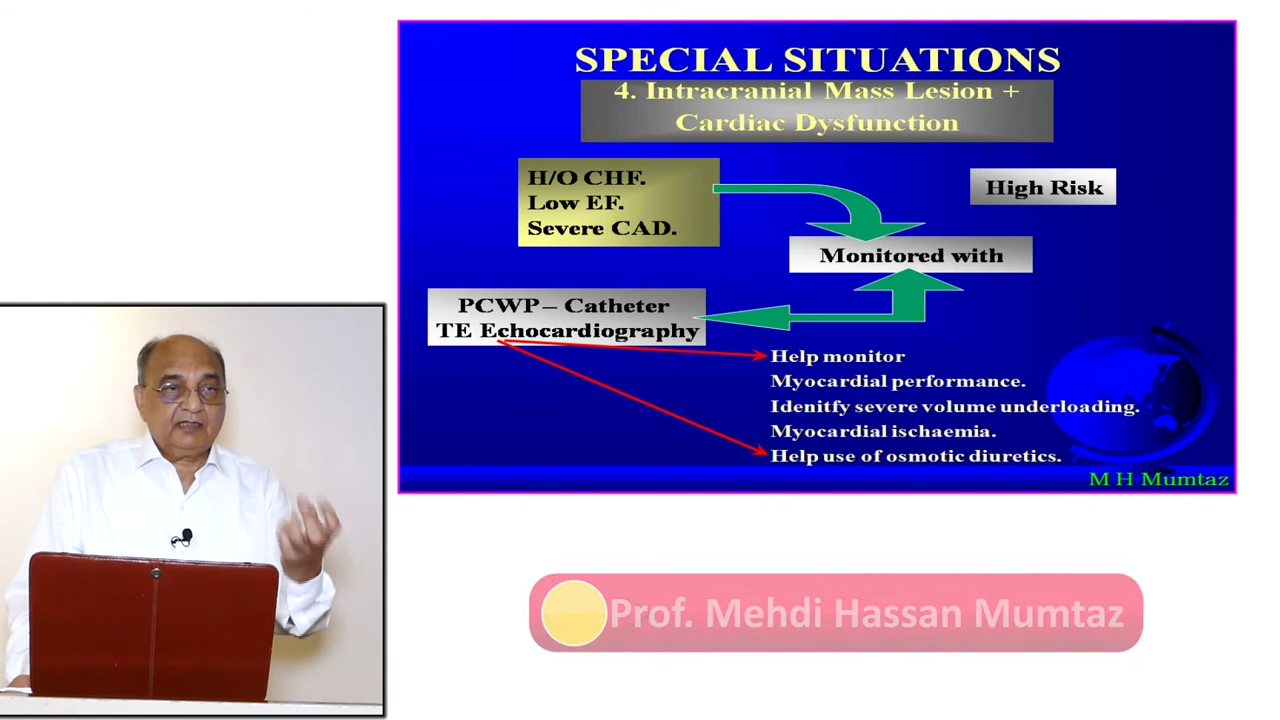 SPECIAL SITUATIONS
4. Intracranial Mass Lesion +
Cardiac Dysfunction
H/O CHF.
Low EF.
Severe CAD.
High Risk
Monitored with
PCWP – Catheter
TE Echocardiography
Help monitor
Myocardial performance.
Idenitfy severe volume underloading.
Myocardial ischaemia.
Help use of osmotic diuretics.
M H Mumtaz
Prof. Mehdi Hassan Mumtaz